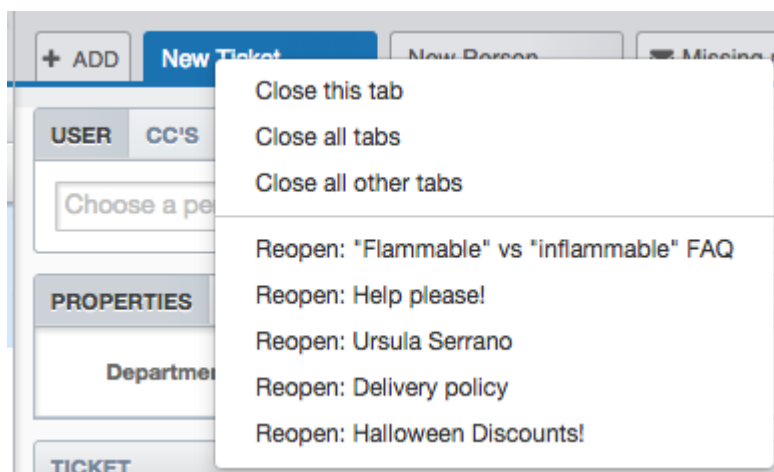 + ADD
New Ticket
New Person
Missing
Close this tab
Close all tabs
Close all other tabs
USER
CC'S
Choose a pe
Reopen: "Flammable" vs "inflammable" FAQ
Reopen: Help please!
Reopen: Ursula Serrano
Reopen: Delivery policy
Reopen: Halloween Discounts!
PROPERTIES
Departmen
TICKET